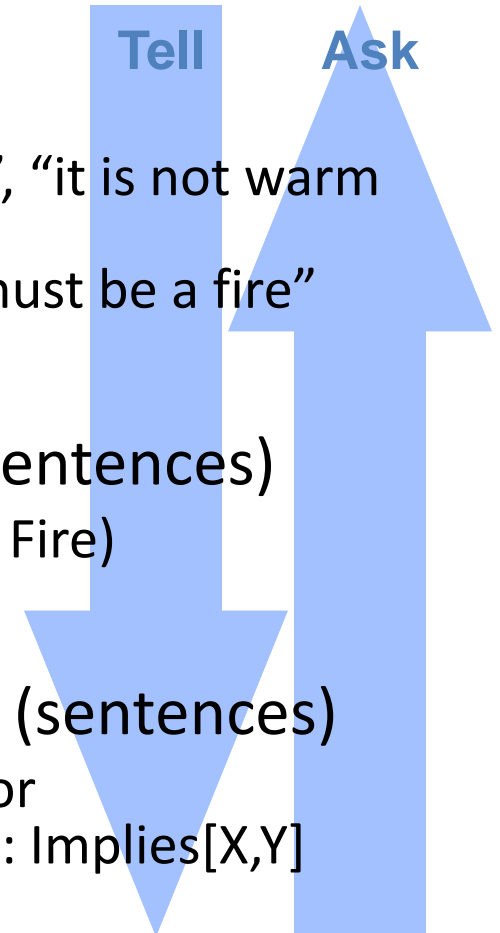 Tell Ask
”, “it is not warm
must be a fire”
entences)
Fire)
(sentences)
or
: Implies[X,Y]